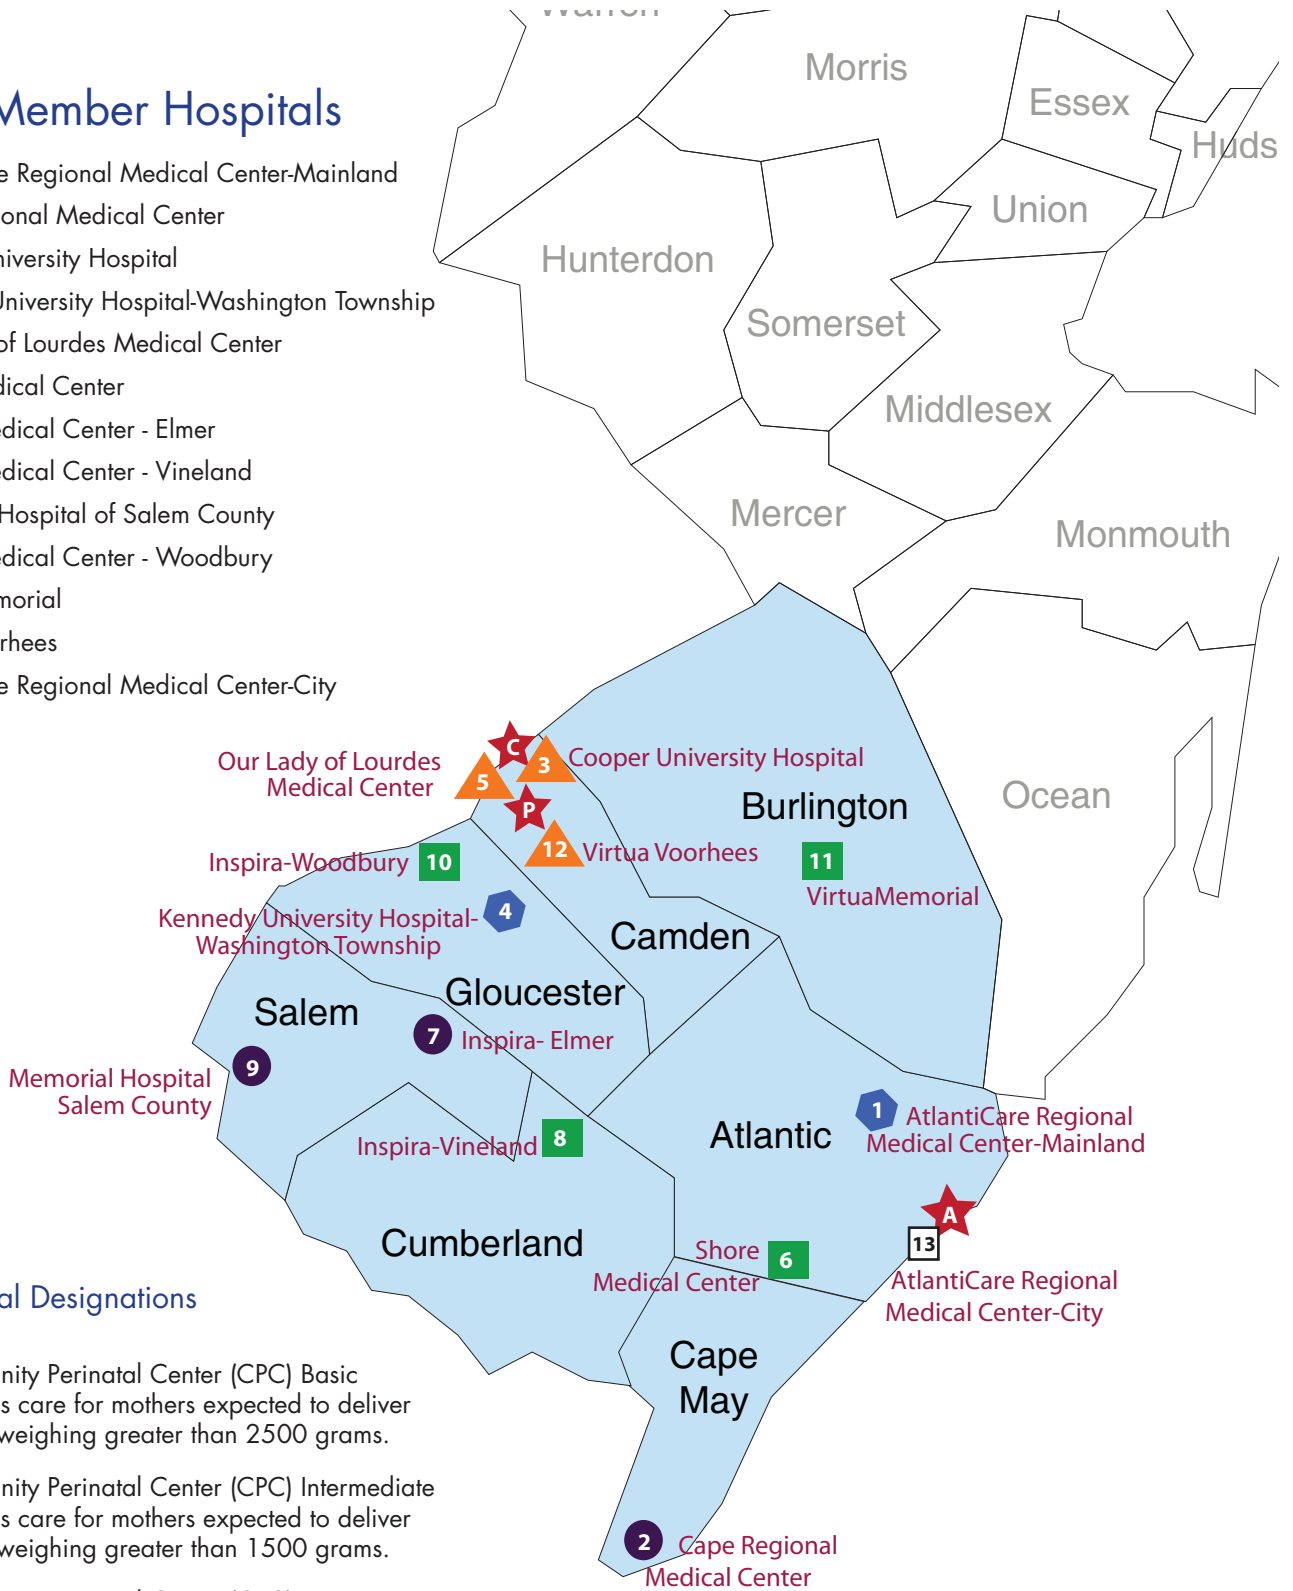 Warren
Morris
Essex
Huds
Union
Hunterdon
Somerset
Middlesex
Mercer
Monmouth
Ocean
Member Hospitals
e Regional Medical Center-Mainland
onal Medical Center
niversity Hospital
University Hospital-Washington Township
of Lourdes Medical Center
dical Center
edical Center - Elmer
edical Center - Vineland
Hospital of Salem County
edical Center - Woodbury
morial
rhees
e Regional Medical Center-City
C
Our Lady of Lourdes
Medical Center
5
3
Cooper University Hospital
P
Burlington
12
Virtua Voorhees
11
VirtuaMemorial
Inspira-Woodbury
10
Kennedy University Hospital-
Washington Township
4
Camden
Gloucester
Salem
7
Inspira- Elmer
9
Memorial Hospital
Salem County
1
AtlantiCare Regional
Medical Center-Mainland
Atlantic
Inspira-Vineland
8
A
13
AtlantiCare Regional
Medical Center-City
Cumberland
Shore
Medical Center
6
Cape
May
2
Cape Regional
Medical Center
al Designations
nity Perinatal Center (CPC) Basic
s care for mothers expected to deliver
weighing greater than 2500 grams.
nity Perinatal Center (CPC) Intermediate
s care for mothers expected to deliver
weighing greater than 1500 grams.